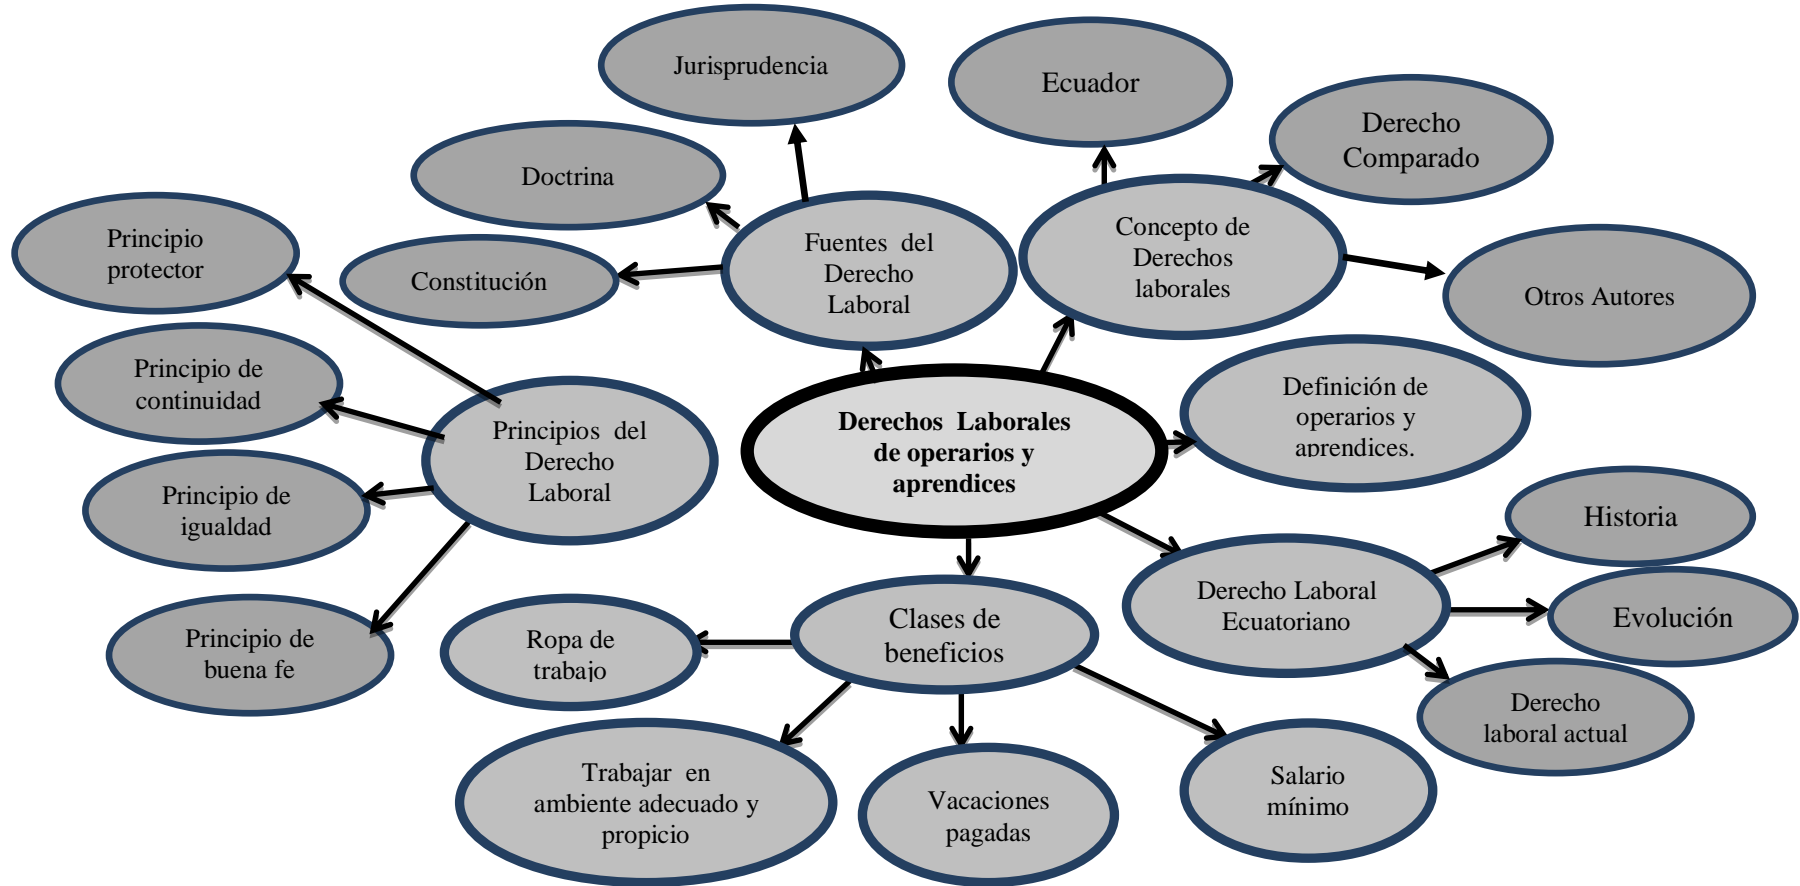 Jurisprudencia
Ecuador
Derecho
Comparado
Doctrina
Principio
protector
Constitución
Fuentes del
Derecho
Laboral
Concepto de
Derechos
laborales
Otros Autores
Principio de
continuidad
Principios del
Derecho
Laboral
Derechos Laborales
de operarios y
aprendices
Definición de
operarios y
aprendices.
Principio de
igualdad
Historia
Principio de
buena fe
Ropa de
trabajo
Clases de
beneficios
Derecho Laboral
Ecuatoriano
Evolución
Derecho
laboral actual
Trabajar en
ambiente adecuado y
propicio
Vacaciones
pagadas
Salario
mínimo